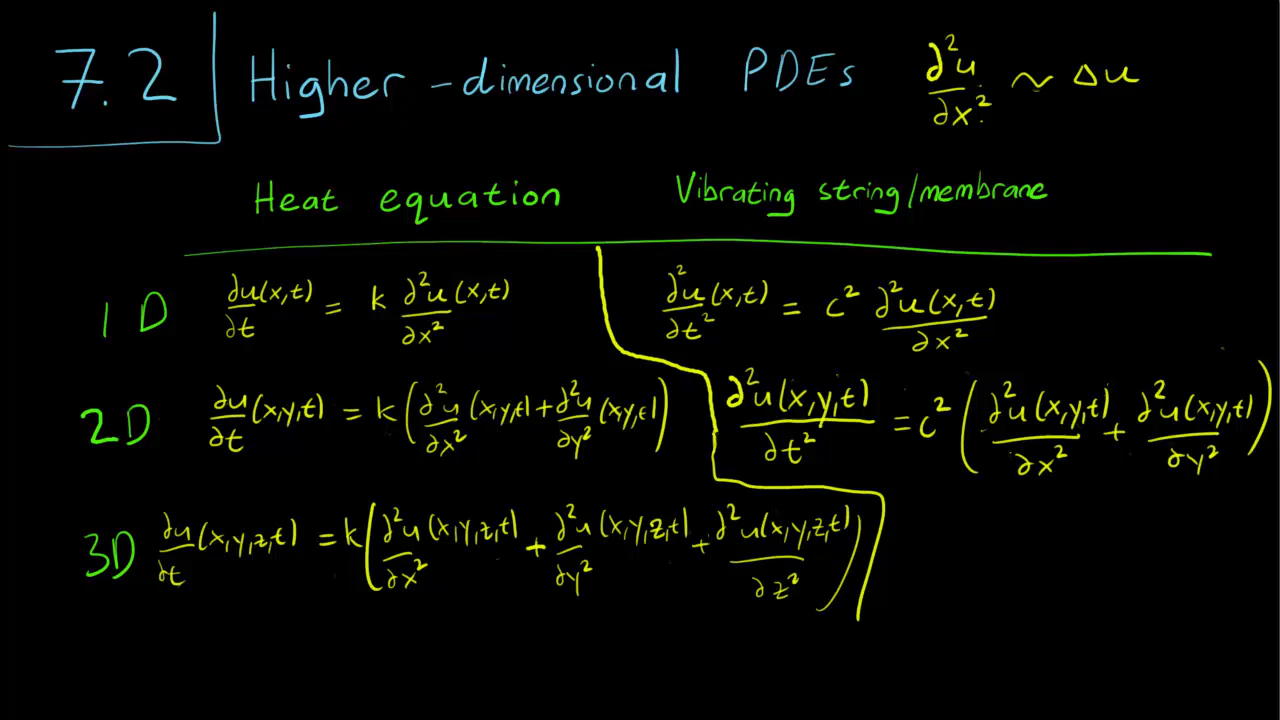 7.2 Higher-dimensional PDEs ∂²u/∂x² ~ Δu
Heat equation Vibrating string/membrane
1D ∂u(x,t)/∂t = k ∂²u(x,t)/∂x² ∂²u/∂t²(x,t) = c² ∂²u(x,t)/∂x²
2D ∂u/∂t(x,y,t) = k(∂²u/∂x²(x,y,t)+∂²u/∂y²(x,y,t)) ∂²u(x,y,t)/∂t² = c²(∂²u(x,y,t)/∂x² + ∂²u(x,y,t)/∂y²)
3D ∂u/∂t(x,y,z,t) = k(∂²u/∂x²(x,y,z,t) + ∂²u/∂y²(x,y,z,t) + ∂²u(x,y,z,t)/∂z²)